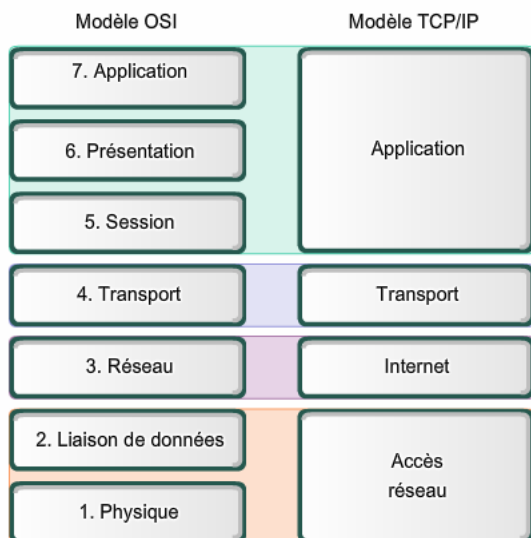 Modèle OSI
Modèle TCP/IP
7. Application
6. Présentation
5. Session
Application
4. Transport
Transport
3. Réseau
Internet
2. Liaison de données
1. Physique
Accès
réseau